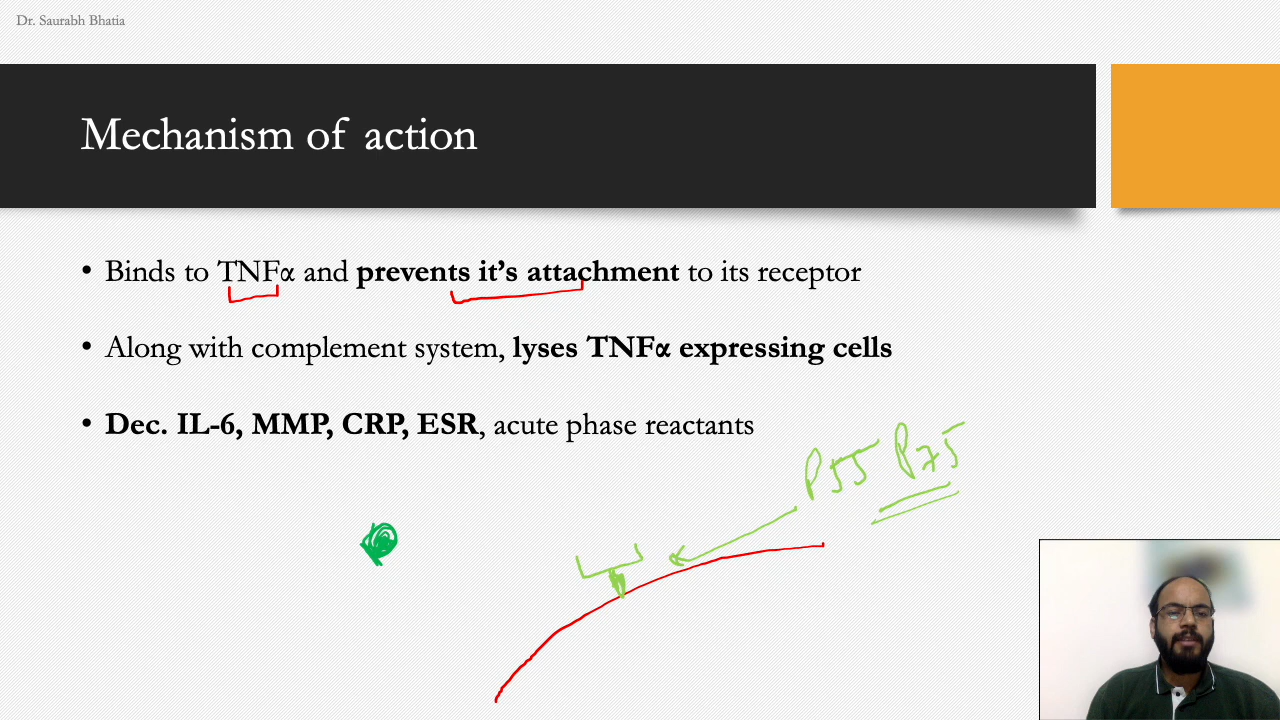 Dr. Saurabh Bhatia
Mechanism of action
• Binds to TNFα and prevents it’s attachment to its receptor
• Along with complement system, lyses TNFα expressing cells
• Dec. IL-6, MMP, CRP, ESR, acute phase reactants
P55 P75